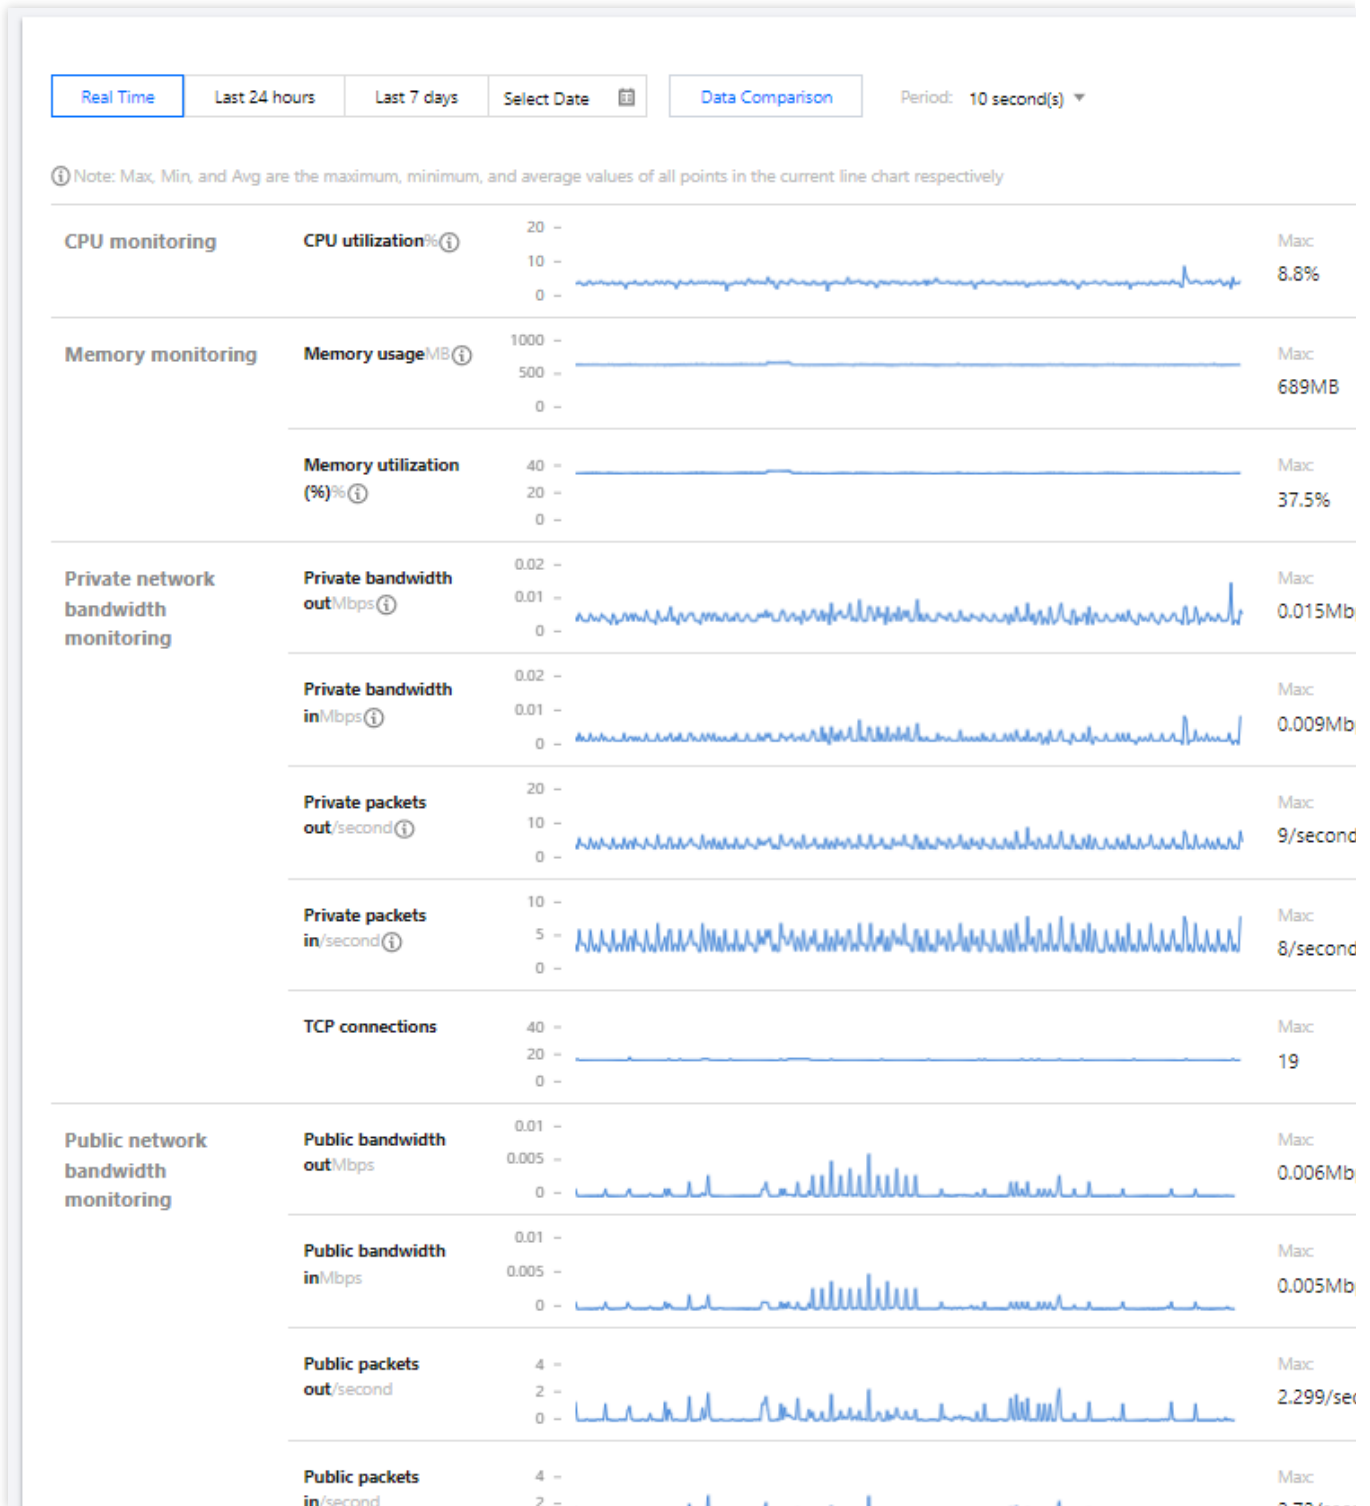 Real Time Last 24 hours Last 7 days Select Date Data Comparison Period: 10 second(s)
Note: Max, Min, and Avg are the maximum, minimum, and average values of all points in the current line chart respectively
CPU monitoring
CPU utilization%
20
10
0
Max:
8.8%
Memory monitoring
Memory usageMB
1000
500
0
Max:
689MB
Memory utilization
(%)%
40
20
0
Max:
37.5%
Private network
bandwidth
monitoring
Private bandwidth
outMbps
0.02
0.01
0
Max:
0.015Mb
Private bandwidth
inMbps
0.02
0.01
0
Max:
0.009Mb
Private packets
out/second
20
10
0
Max:
9/second
Private packets
in/second
10
5
0
Max:
8/second
TCP connections
40
20
0
Max:
19
Public network
bandwidth
monitoring
Public bandwidth
outMbps
0.01
0.005
0
Max:
0.006Mb
Public bandwidth
inMbps
0.01
0.005
0
Max:
0.005Mb
Public packets
out/second
4
2
0
Max:
2.299/sec
Public packets
in/second
4
2
Max: